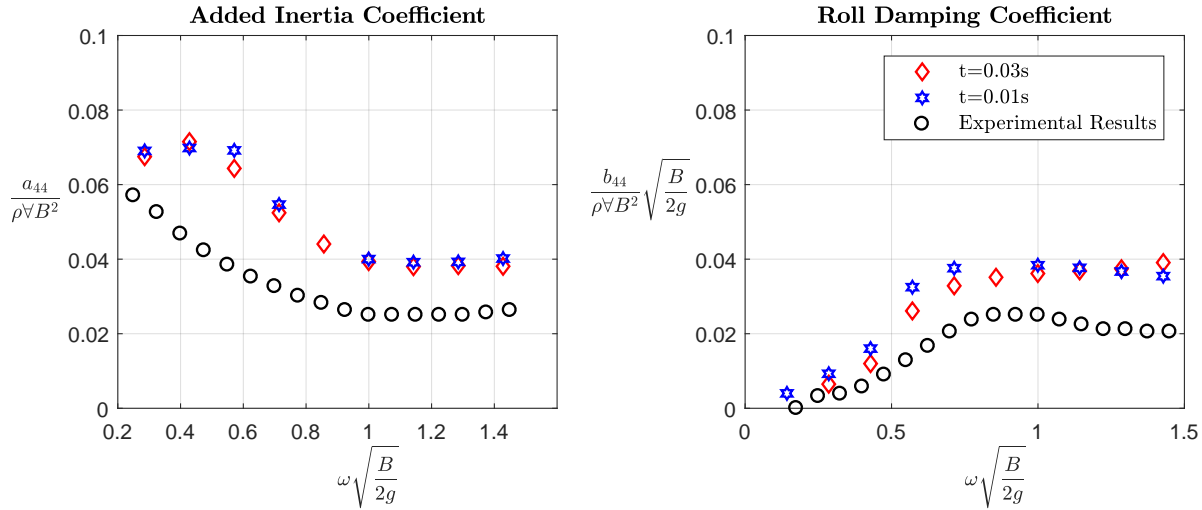 Added Inertia Coefficient
0.1
0.08
0.06
0.04
0.02
0
a44/ρ∀B²
0.2 0.4 0.6 0.8 1 1.2 1.4
ω√(B/2g)
Roll Damping Coefficient
0.1
0.08
0.06
0.04
0.02
0
b44/ρ∀B² √(B/2g)
t=0.03s
t=0.01s
Experimental Results
0 0.5 1 1.5
ω√(B/2g)